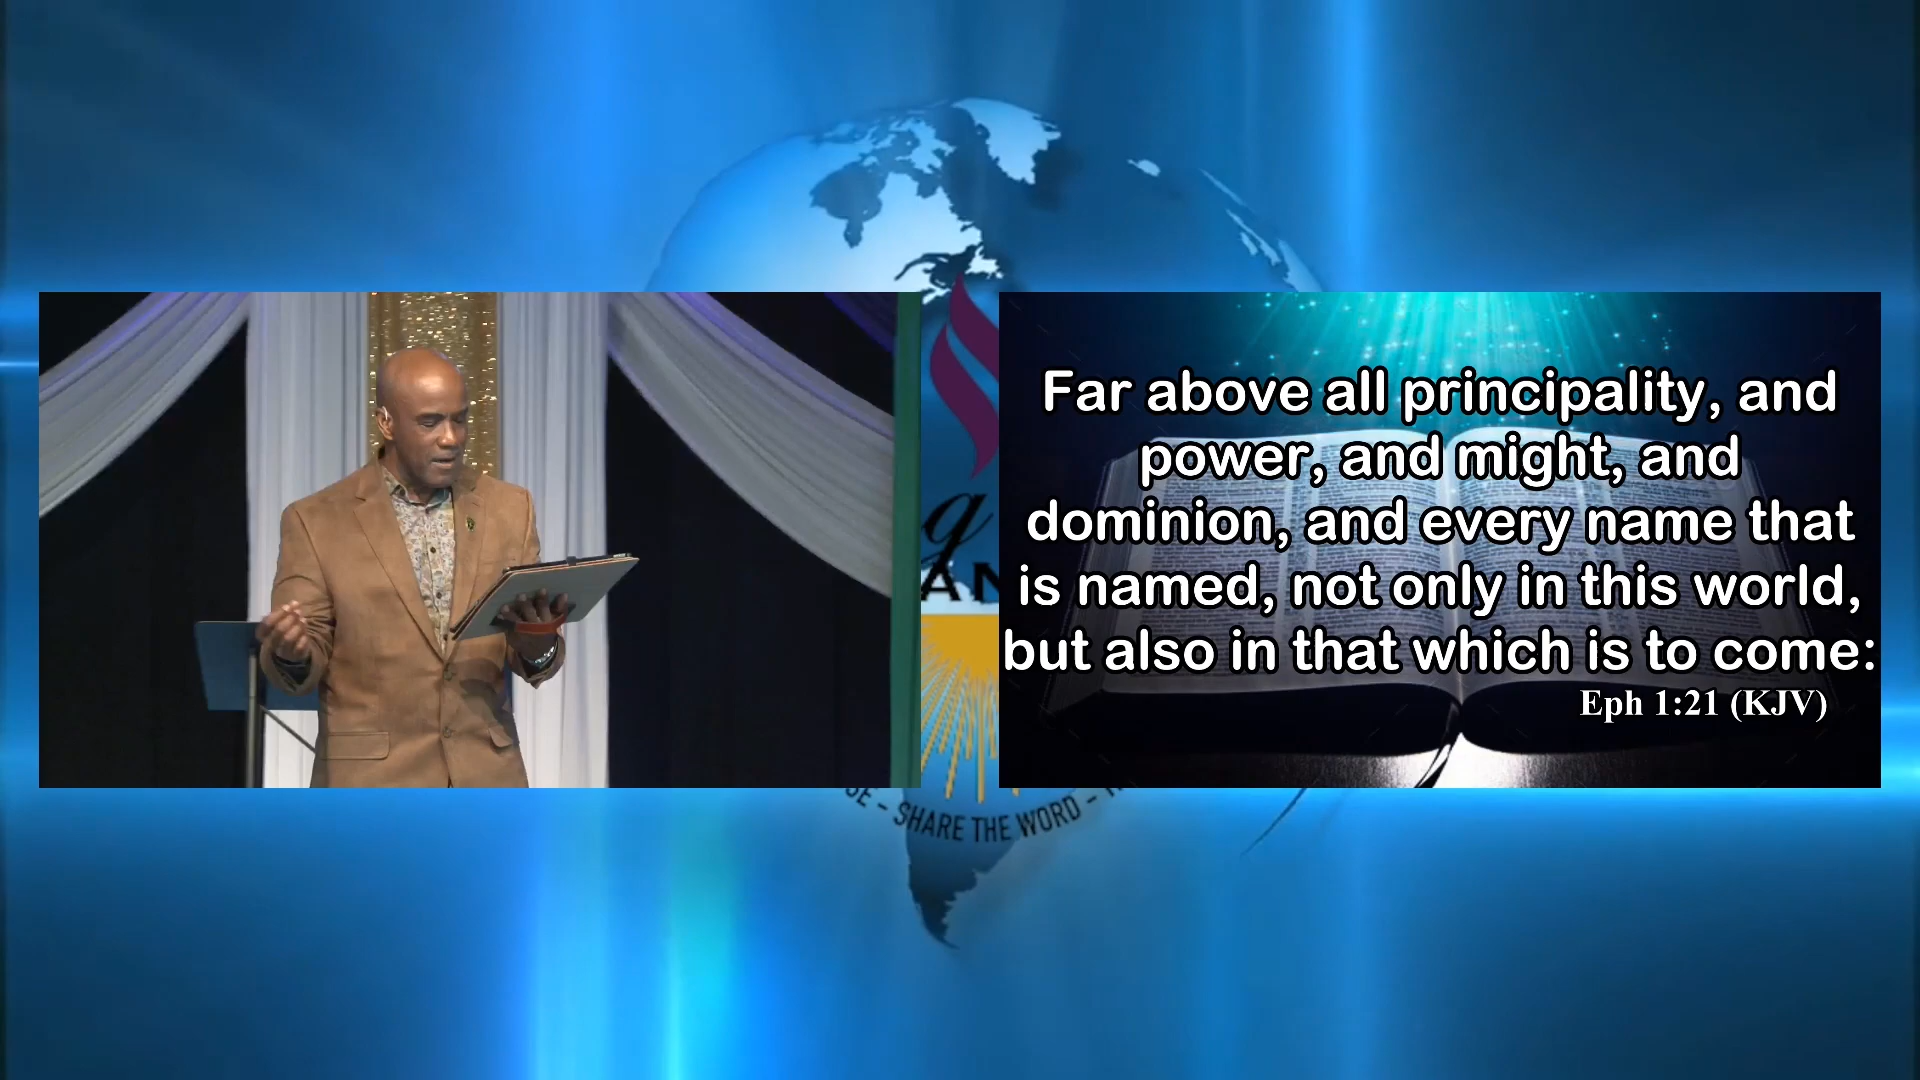 Far above all principality, and
power, and might, and
dominion, and every name that
is named, not only in this world,
but also in that which is to come:
Eph 1:21 (KJV)
SHARE THE WORD -